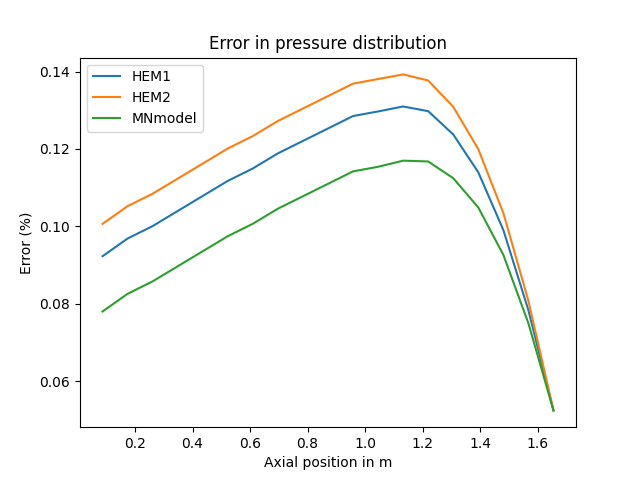 Error in pressure distribution
HEM1
HEM2
MNmodel
0.14
0.12
0.10
0.08
0.06
Error (%)
0.2 0.4 0.6 0.8 1.0 1.2 1.4 1.6
Axial position in m